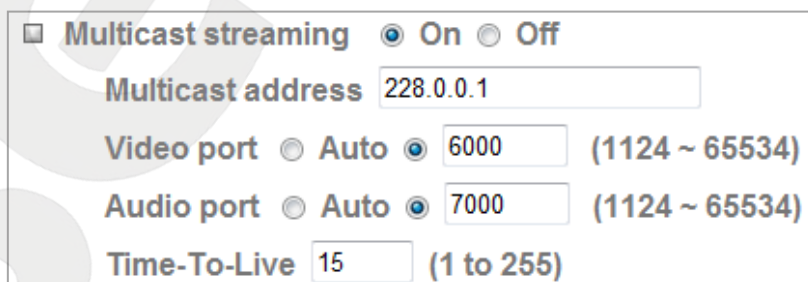 Multicast streaming On Off
Multicast address 228.0.0.1
Video port Auto 6000 (1124 ~ 65534)
Audio port Auto 7000 (1124 ~ 65534)
Time-To-Live 15 (1 to 255)